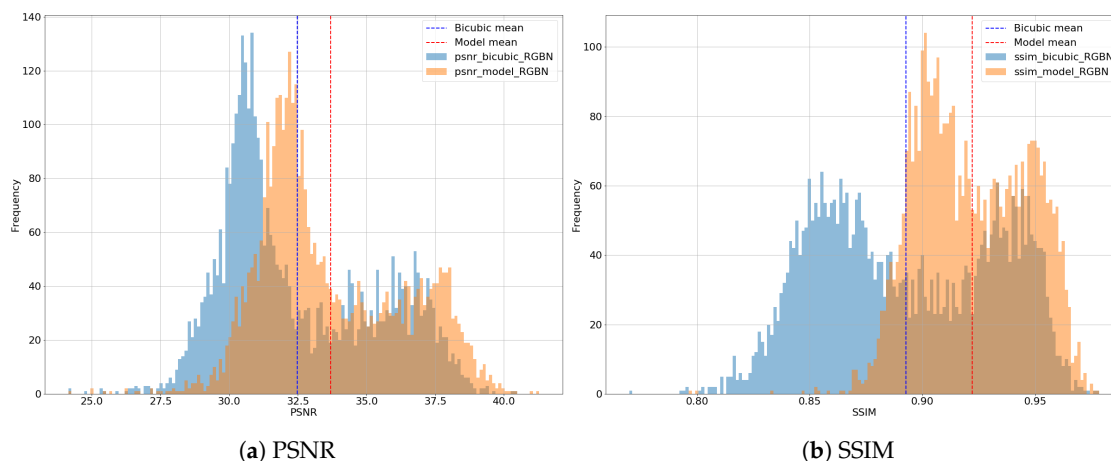 140
120
100
80
60
40
20
0
Frequency
25.0 27.5 30.0 32.5 35.0 37.5 40.0
PSNR
Bicubic mean
Model mean
psnr_bicubic_RGBN
psnr_model_RGBN
(a) PSNR
100
80
60
40
20
0
Frequency
0.80 0.85 0.90 0.95
SSIM
Bicubic mean
Model mean
ssim_bicubic_RGBN
ssim_model_RGBN
(b) SSIM